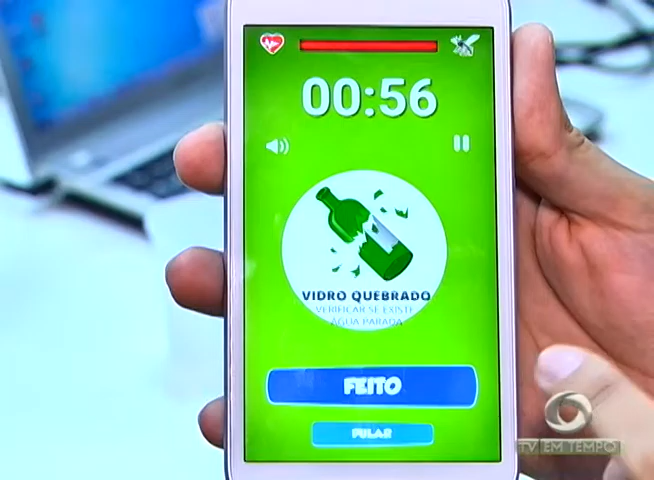 00:56
VIDRO QUEBRADO
VERIFICAR SE EXISTE
ÁGUA PARADA
FEITO
PULAR
TV EM TEMPO